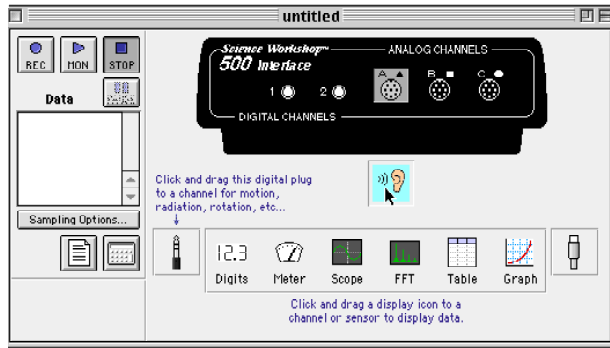 untitled
REC MON STOP
Data
Sampling Options...
Science Workshop™
500 Interface
ANALOG CHANNELS
A B C
1 2
DIGITAL CHANNELS
Click and drag this digital plug
to a channel for motion,
radiation, rotation, etc...
12.3
Digits Meter Scope FFT Table Graph
Click and drag a display icon to a
channel or sensor to display data.